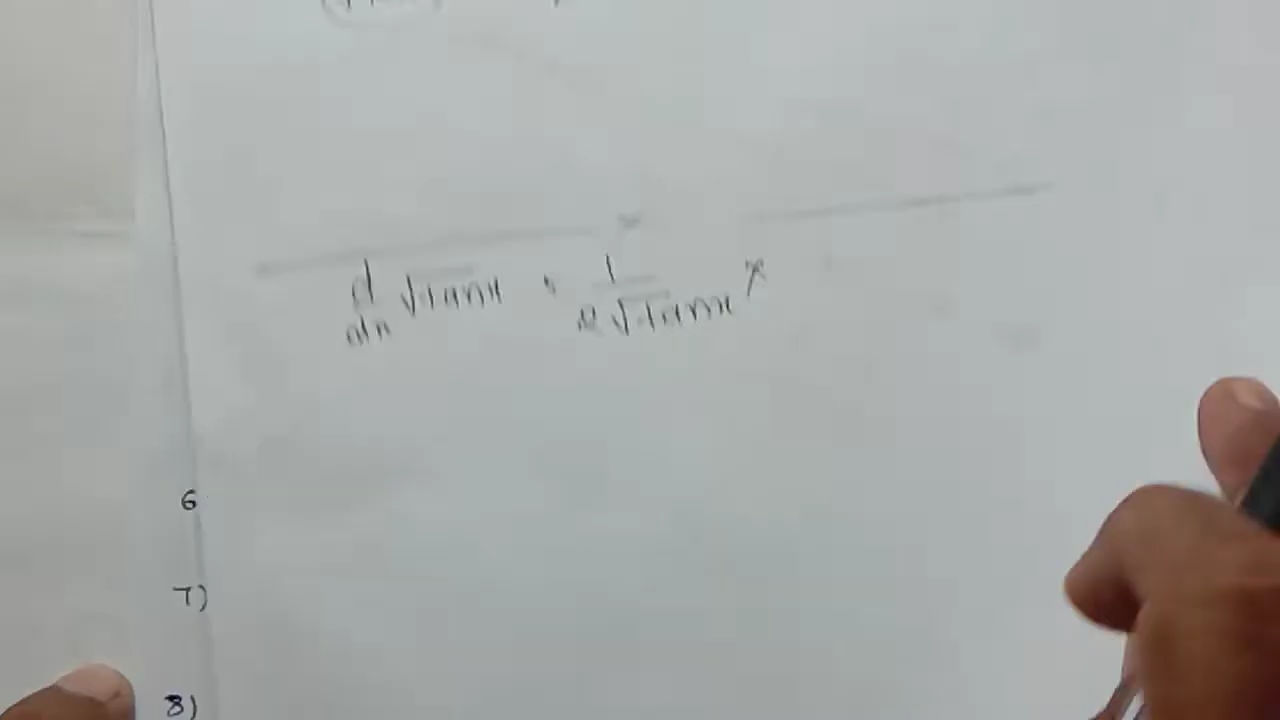 d/dx √tanx = 1/2√tanx ×
6
7)
8)